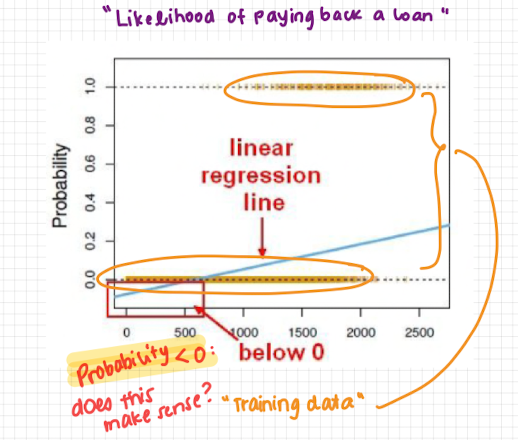 "Likelihood of paying back a loan"
1.0
0.8
0.6
0.4
0.2
0.0
Probability
linear
regression
line
0
500
1000
1500
2000
2500
below 0
Probability < 0:
does this
make sense?
"Training data"